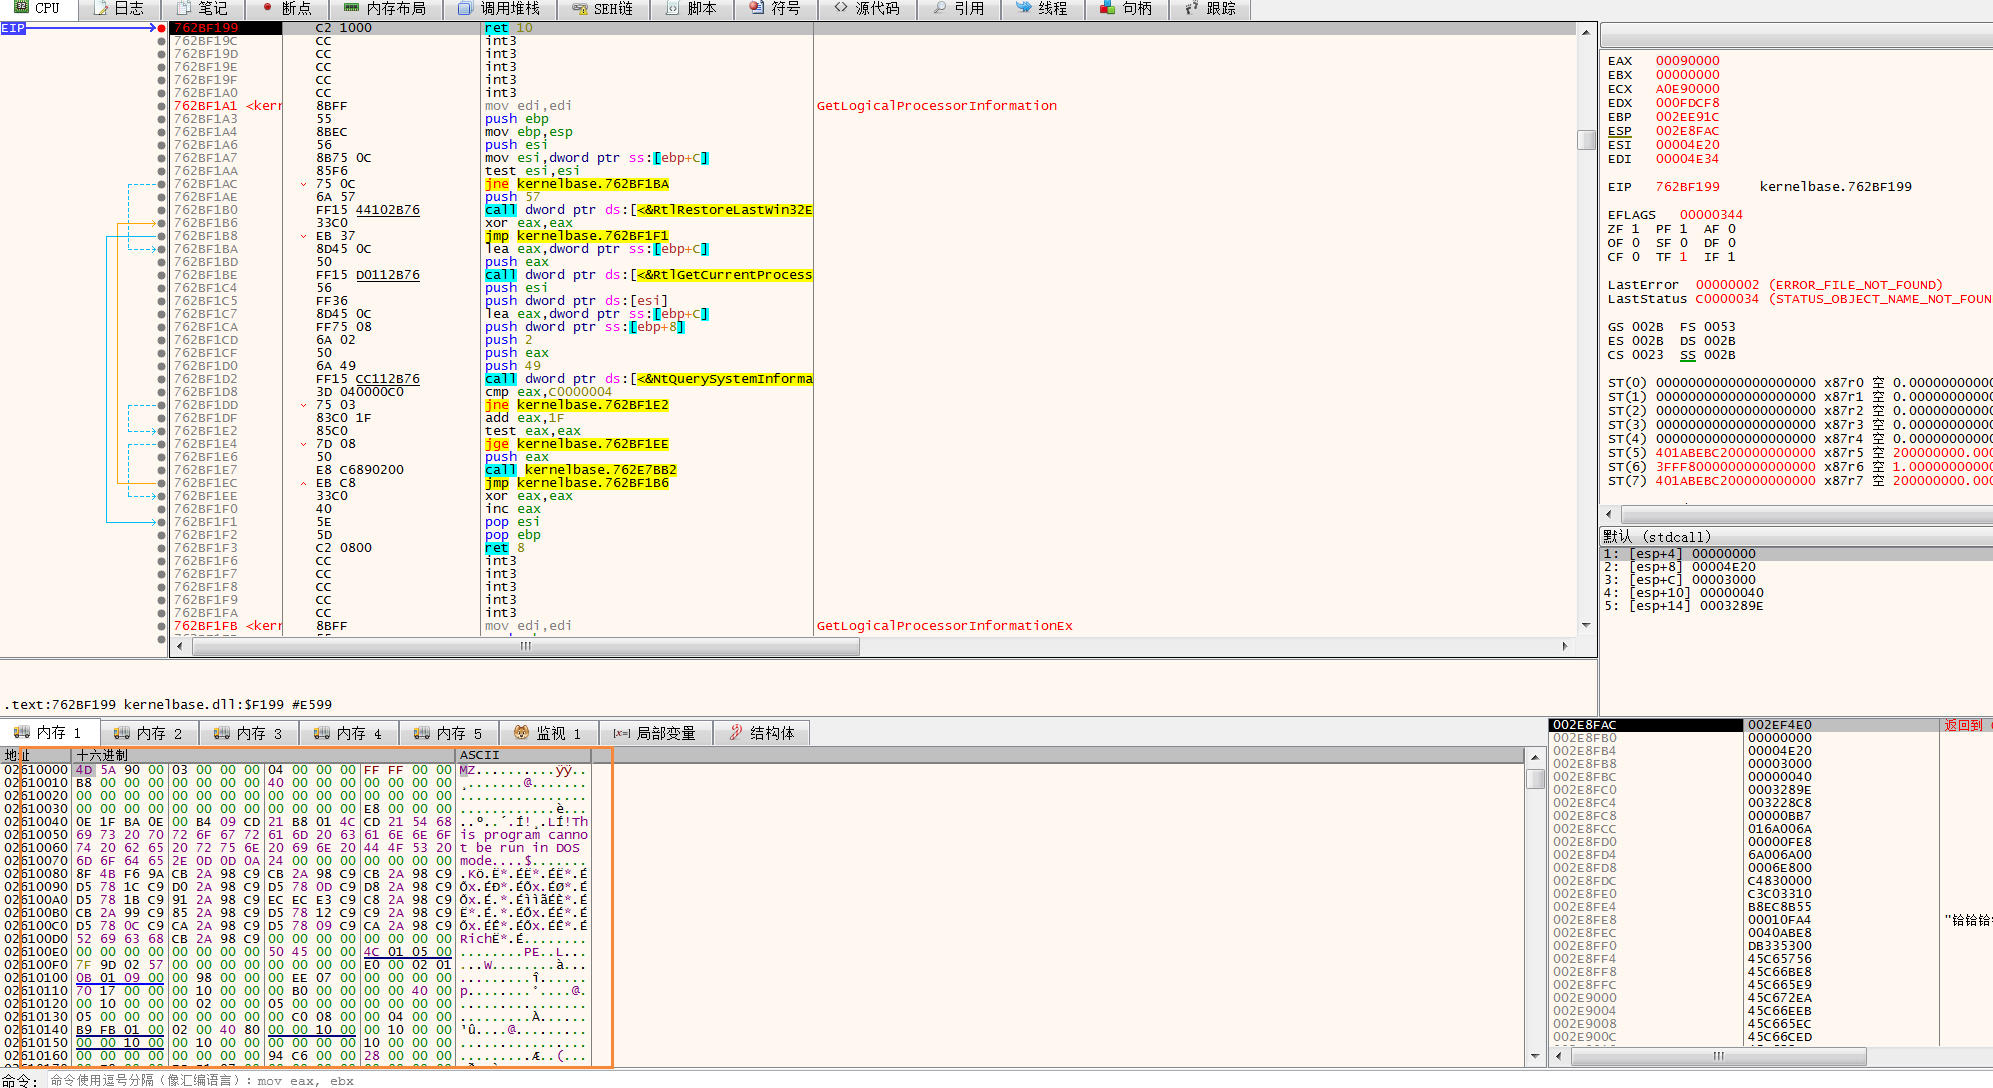 CPU 日志 笔记 断点 内存布局 调用堆栈 SEH链 脚本 符号 源代码 引用 线程 句柄 跟踪
EIP 762BF199 C2 1000 ret 10
762BF19C CC int3
762BF19D CC int3
762BF19E CC int3
762BF19F CC int3
762BF1A0 CC int3
762BF1A1 <kerr 8BFF mov edi,edi GetLogicalProcessorInformation
762BF1A3 55 push ebp
762BF1A4 8BEC mov ebp,esp
762BF1A6 56 push esi
762BF1A7 8B75 0C mov esi,dword ptr ss:[ebp+C]
762BF1AA 85F6 test esi,esi
762BF1AC 75 0C jne kernelbase.762BF1BA
762BF1AE 6A 57 push 57
762BF1B0 FF15 44102B76 call dword ptr ds:[<&RtlRestoreLastWin32E
762BF1B6 33C0 xor eax,eax
762BF1B8 EB 37 jmp kernelbase.762BF1F1
762BF1BA 8D45 0C lea eax,dword ptr ss:[ebp+C]
762BF1BD 50 push eax
762BF1BE FF15 D0112B76 call dword ptr ds:[<&RtlGetCurrentProcess
762BF1C4 56 push esi
762BF1C5 FF36 push dword ptr ds:[esi]
762BF1C7 8D45 0C lea eax,dword ptr ss:[ebp+C]
762BF1CA FF75 08 push dword ptr ss:[ebp+8]
762BF1CD 6A 02 push 2
762BF1CF 50 push eax
762BF1D0 6A 49 push 49
762BF1D2 FF15 CC112B76 call dword ptr ds:[<&NtQuerySystemInforma
762BF1D8 3D 040000C0 cmp eax,C0000004
762BF1DD 75 03 jne kernelbase.762BF1E2
762BF1DF 83C0 1F add eax,1F
762BF1E2 85C0 test eax,eax
762BF1E4 7D 08 jge kernelbase.762BF1EE
762BF1E6 50 push eax
762BF1E7 E8 C6890200 call kernelbase.762E7BB2
762BF1EC EB C8 jmp kernelbase.762BF1B6
762BF1EE 33C0 xor eax,eax
762BF1F0 40 inc eax
762BF1F1 5E pop esi
762BF1F2 5D pop ebp
762BF1F3 C2 0800 ret 8
762BF1F6 CC int3
762BF1F7 CC int3
762BF1F8 CC int3
762BF1F9 CC int3
762BF1FA CC int3
762BF1FB <kerr 8BFF mov edi,edi GetLogicalProcessorInformationEx
.text:762BF199 kernelbase.dll:$F199 #E599
EAX 00090000
EBX 00000000
ECX A0E90000
EDX 000FDCF8
EBP 002EE91C
ESP 002E8FAC
ESI 00004E20
EDI 00004E34
EIP 762BF199 kernelbase.762BF199
EFLAGS 00000344
ZF 1 PF 1 AF 0
OF 0 SF 0 DF 0
CF 0 TF 1 IF 1
LastError 00000002 (ERROR_FILE_NOT_FOUND)
LastStatus C0000034 (STATUS_OBJECT_NAME_NOT_FOUN
GS 002B FS 0053
ES 002B DS 002B
CS 0023 SS 002B
ST(0) 00000000000000000000 x87r0 空 0.00000000000
ST(1) 00000000000000000000 x87r1 空 0.00000000000
ST(2) 00000000000000000000 x87r2 空 0.00000000000
ST(3) 00000000000000000000 x87r3 空 0.00000000000
ST(4) 00000000000000000000 x87r4 空 0.00000000000
ST(5) 401ABEBC200000000000 x87r5 空 200000000.000
ST(6) 3FFF8000000000000000 x87r6 空 1.00000000000
ST(7) 401ABEBC200000000000 x87r7 空 200000000.000
默认 (stdcall)
1: [esp+4] 00000000
2: [esp+8] 00004E20
3: [esp+C] 00003000
4: [esp+10] 00000040
5: [esp+14] 0003289E
内存 1 内存 2 内存 3 内存 4 内存 5 监视 1 [x=] 局部变量 结构体
地址 十六进制 ASCII
02610000 4D 5A 90 00 03 00 00 00 04 00 00 00 FF FF 00 00 MZ..........ÿÿ..
02610010 B8 00 00 00 00 00 00 00 40 00 00 00 00 00 00 00 ¸.......@.......
02610020 00 00 00 00 00 00 00 00 00 00 00 00 00 00 00 00 ................
02610030 00 00 00 00 00 00 00 00 00 00 00 00 E8 00 00 00 ............è...
02610040 0E 1F BA 0E 00 B4 09 CD 21 B8 01 4C CD 21 54 68 ..º..´.Í!¸.LÍ!Th
02610050 69 73 20 70 72 6F 67 72 61 6D 20 63 61 6E 6E 6F is program canno
02610060 74 20 62 65 20 72 75 6E 20 69 6E 20 44 4F 53 20 t be run in DOS
02610070 6D 6F 64 65 2E 0D 0D 0A 24 00 00 00 00 00 00 00 mode....$.......
02610080 8F 4B F6 9A CB 2A 98 C9 CB 2A 98 C9 CB 2A 98 C9 .Kö.Ë*.ÉË*.ÉË*.É
02610090 D5 78 1C C9 D0 2A 98 C9 D5 78 0D C9 D8 2A 98 C9 Õx.ÉÐ*.ÉÕx.ÉØ*.É
026100A0 D5 78 1B C9 91 2A 98 C9 EC EC E3 C9 C8 2A 98 C9 Õx.É.*.ÉììãÉÈ*.É
026100B0 CB 2A 99 C9 85 2A 98 C9 D5 78 12 C9 C9 2A 98 C9 Ë*.É.*.ÉÕx.ÉÉ*.É
026100C0 D5 78 0C C9 CA 2A 98 C9 D5 78 09 C9 CA 2A 98 C9 Õx.ÉÊ*.ÉÕx.ÉÊ*.É
026100D0 52 69 63 68 CB 2A 98 C9 00 00 00 00 00 00 00 00 RichË*.É........
026100E0 00 00 00 00 00 00 00 00 50 45 00 00 4C 01 05 00 ........PE..L...
026100F0 7F 9D 02 57 00 00 00 00 00 00 00 00 E0 00 02 01 ...W........à...
02610100 0B 01 09 00 00 98 00 00 00 EE 07 00 00 00 00 00 .........î......
02610110 70 17 00 00 00 10 00 00 00 B0 00 00 00 00 40 00 p........°....@.
02610120 00 10 00 00 00 02 00 00 05 00 00 00 00 00 00 00 ................
02610130 05 00 00 00 00 00 00 00 00 C0 08 00 00 04 00 00 .........À......
02610140 B9 FB 01 00 02 00 40 80 00 00 10 00 00 10 00 00 ¹û....@.........
02610150 00 00 10 00 00 10 00 00 00 00 00 00 10 00 00 00 ................
02610160 00 00 00 00 00 00 00 00 94 C6 00 00 28 00 00 00 .........Æ..(...
002E8FAC 002EF4E0 返回到
002E8FB0 00000000
002E8FB4 00004E20
002E8FB8 00003000
002E8FBC 00000040
002E8FC0 0003289E
002E8FC4 003228C8
002E8FC8 00000BB7
002E8FCC 016A006A
002E8FD0 00000FE8
002E8FD4 6A006A00
002E8FD8 0006E800
002E8FDC C4830000
002E8FE0 C3C03310
002E8FE4 B8EC8B55
002E8FE8 00010FA4 "铪铪铪
002E8FEC 0040ABE8
002E8FF0 DB335300
002E8FF4 45C65756
002E8FF8 45C66BE8
002E8FFC 45C665E9
002E9000 45C672EA
002E9004 45C66EEB
002E9008 45C665EC
002E900C 45C66CED
命令: 命令使用逗号分隔（像汇编语言）: mov eax, ebx